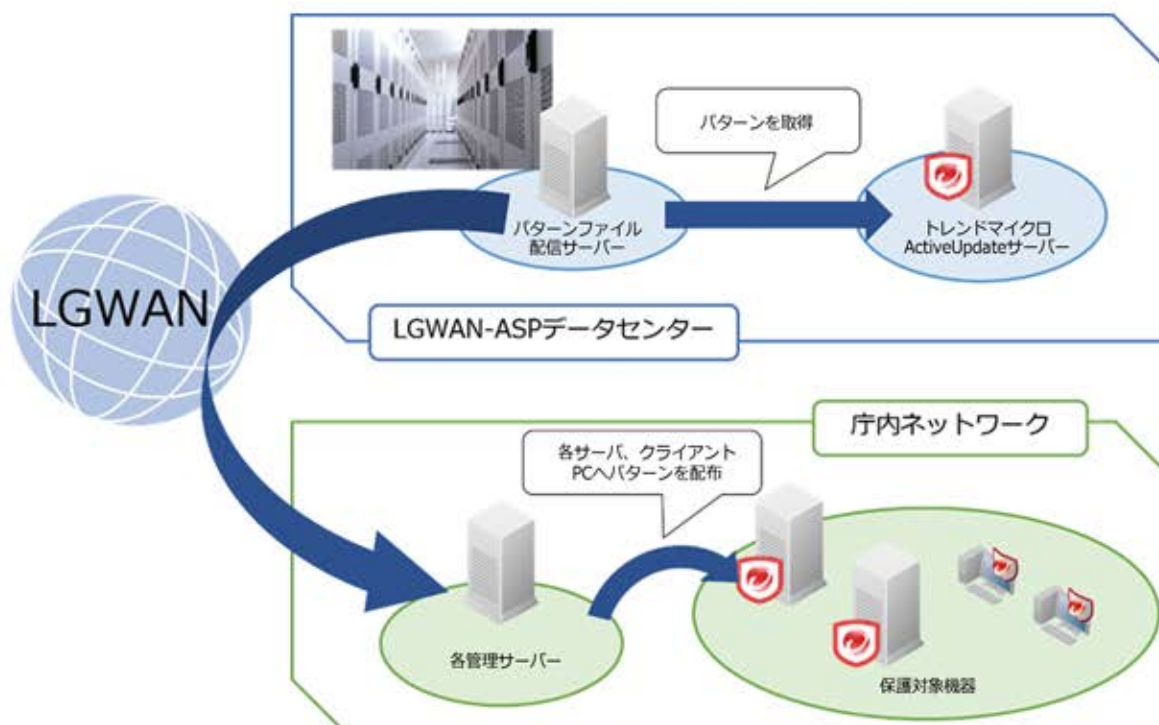 パターンを取得
パターンファイル
配信サーバー
トレンドマイクロ
ActiveUpdateサーバー
LGWAN
LGWAN-ASPデータセンター
庁内ネットワーク
各サーバ、クライアント
PCへパターンを配布
各管理サーバー
保護対象機器